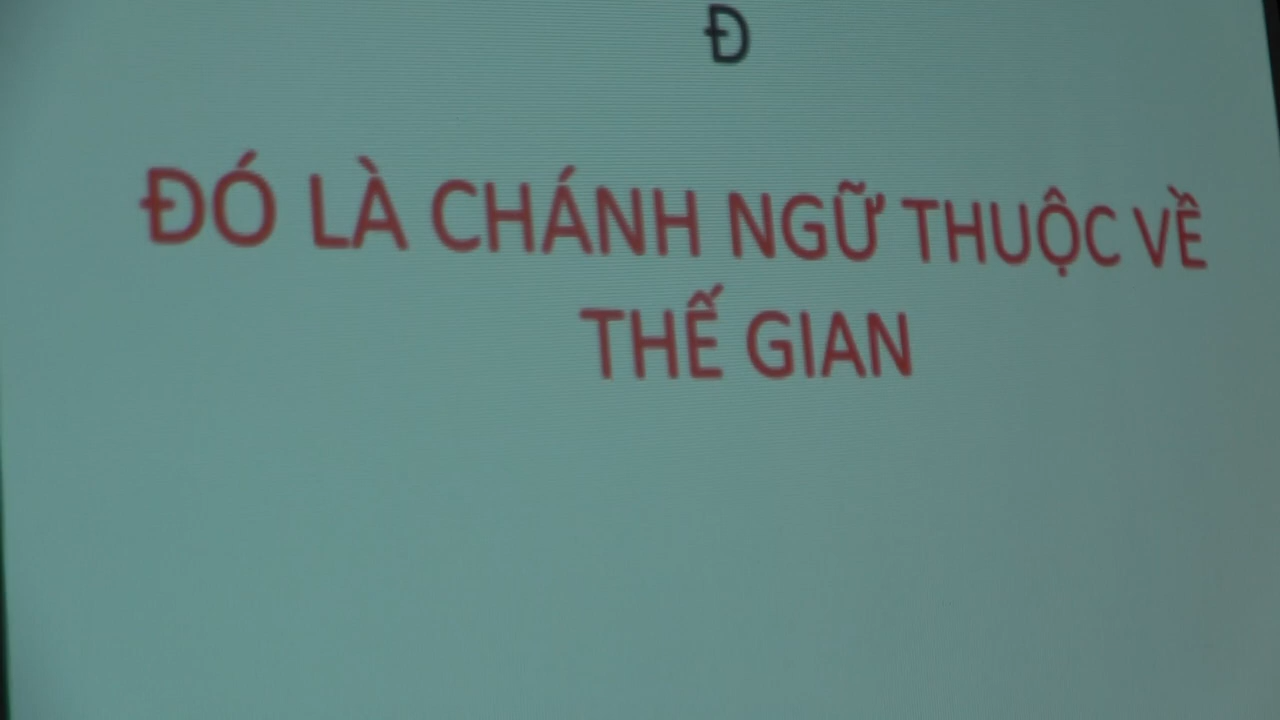 Đ
ĐÓ LÀ CHÁNH NGỮ THUỘC VỀ
THẾ GIAN